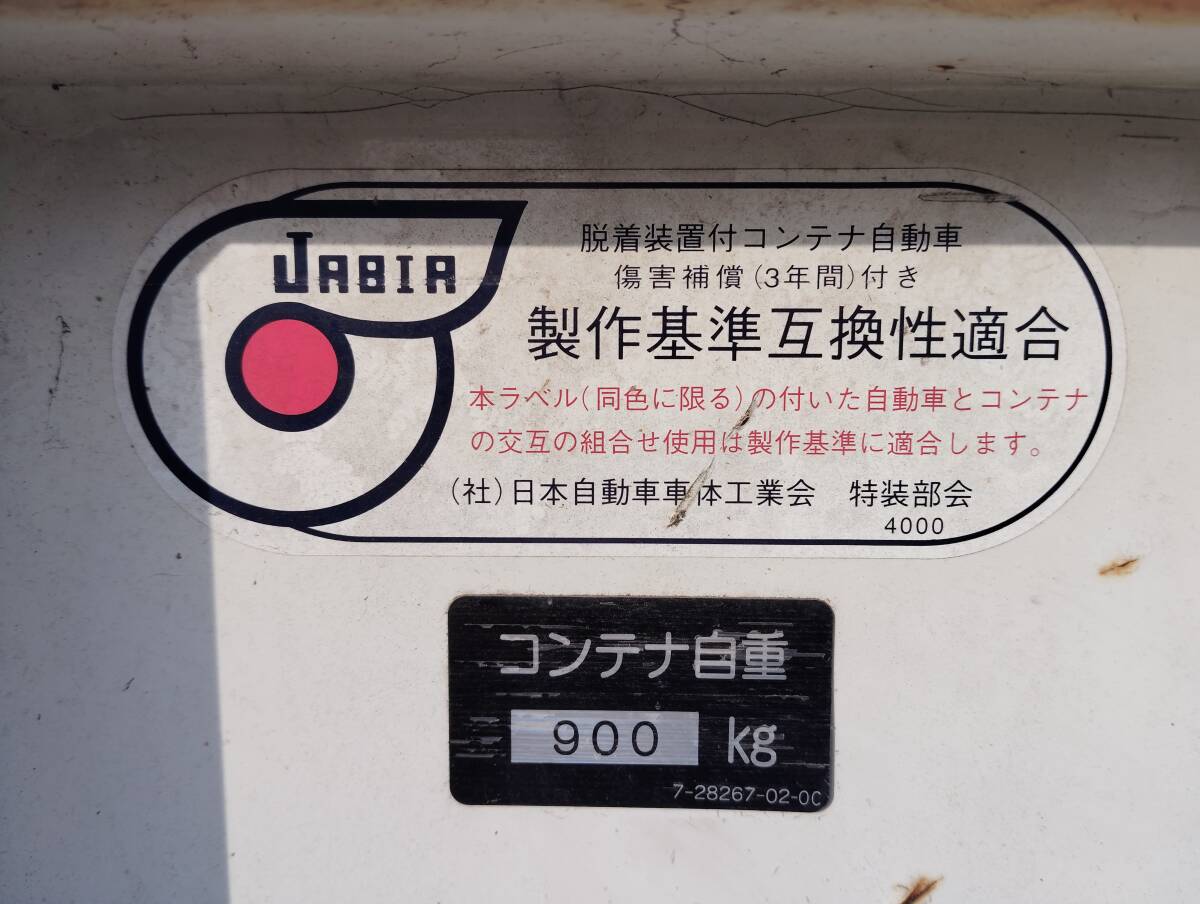 JABIA
脱着装置付コンテナ自動車
傷害補償(3年間)付き
製作基準互換性適合
本ラベル(同色に限る)の付いた自動車とコンテナ
の交互の組合せ使用は製作基準に適合します。
(社)日本自動車車体工業会 特装部会
4000
コンテナ自重
900 kg
7-28267-02-0C